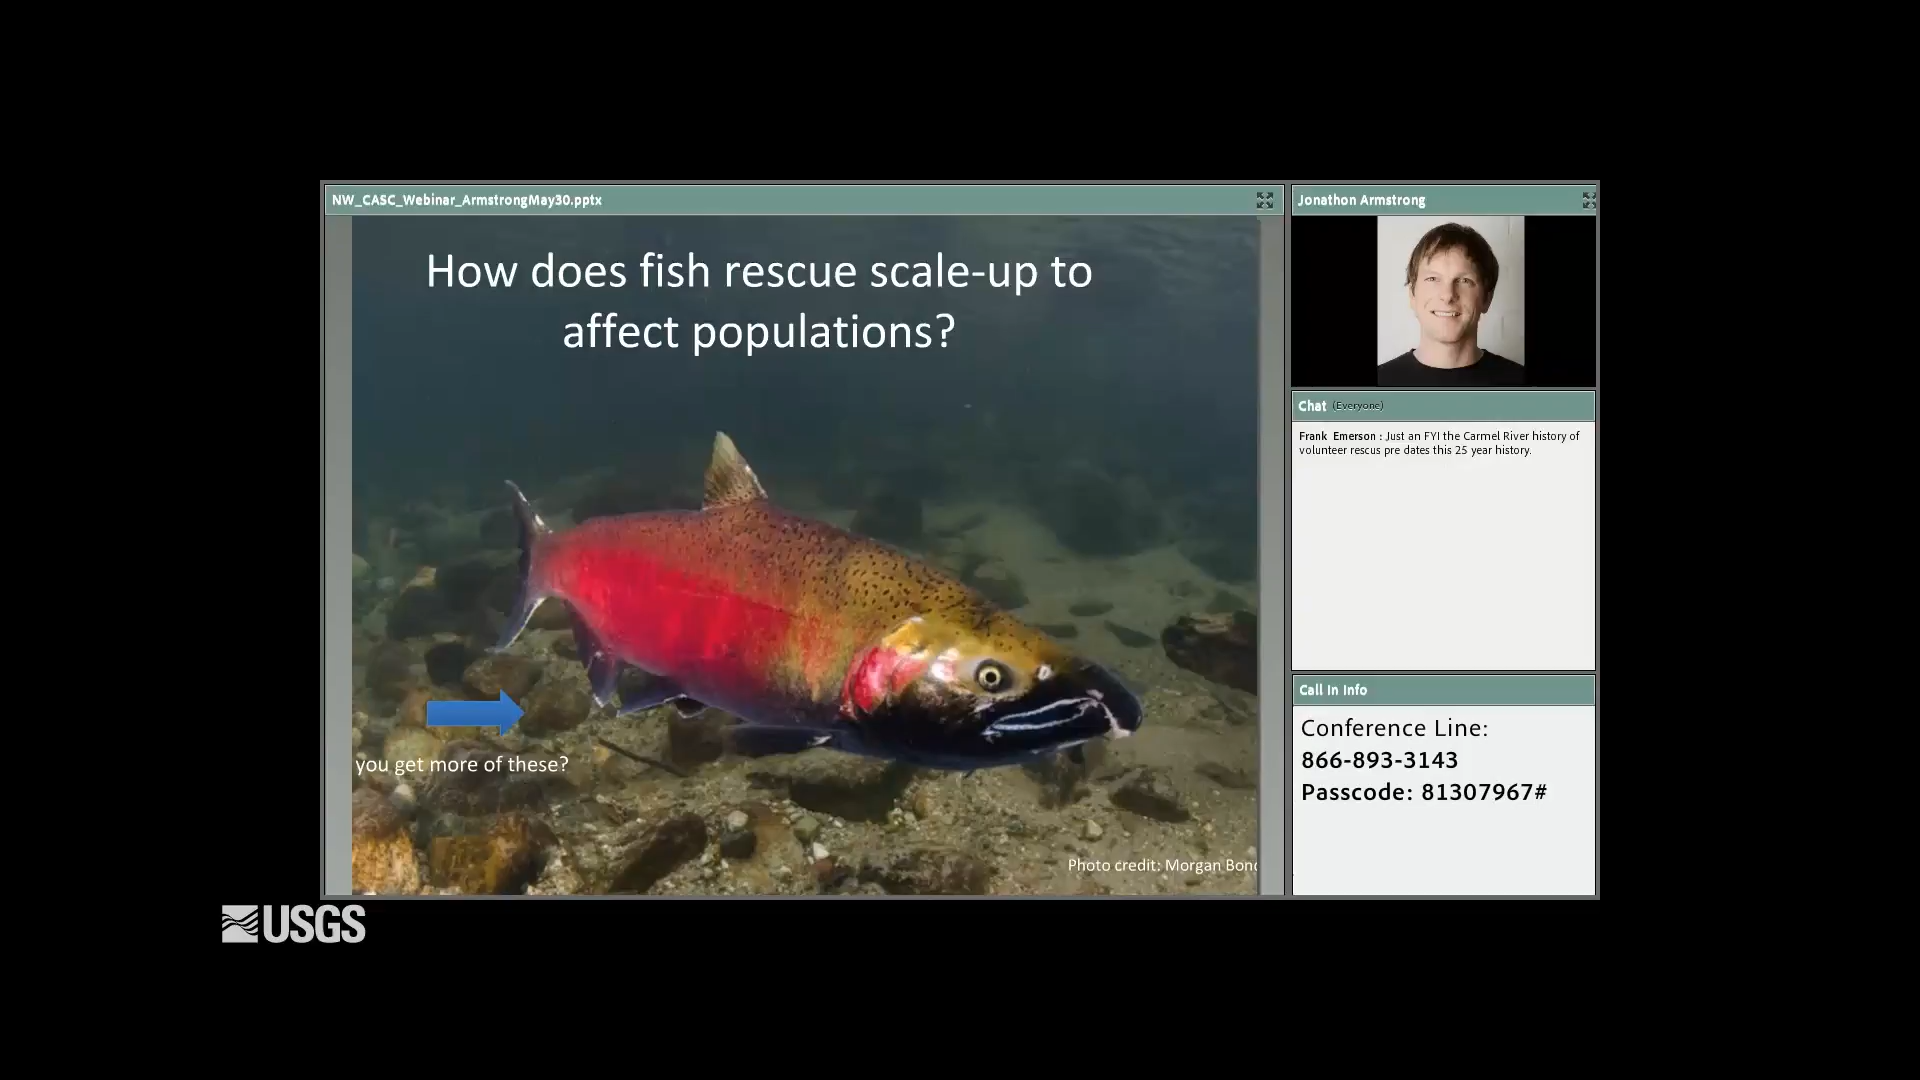 NW_CASC_Webinar_ArmstrongMay30.pptx
How does fish rescue scale-up to
affect populations?
you get more of these?
Photo credit: Morgan Bond
Jonathon Armstrong
Chat (Everyone)
Frank Emerson : Just an FYI the Carmel River history of
volunteer rescus pre dates this 25 year history.
Call In Info
Conference Line:
866-893-3143
Passcode: 81307967#
USGS